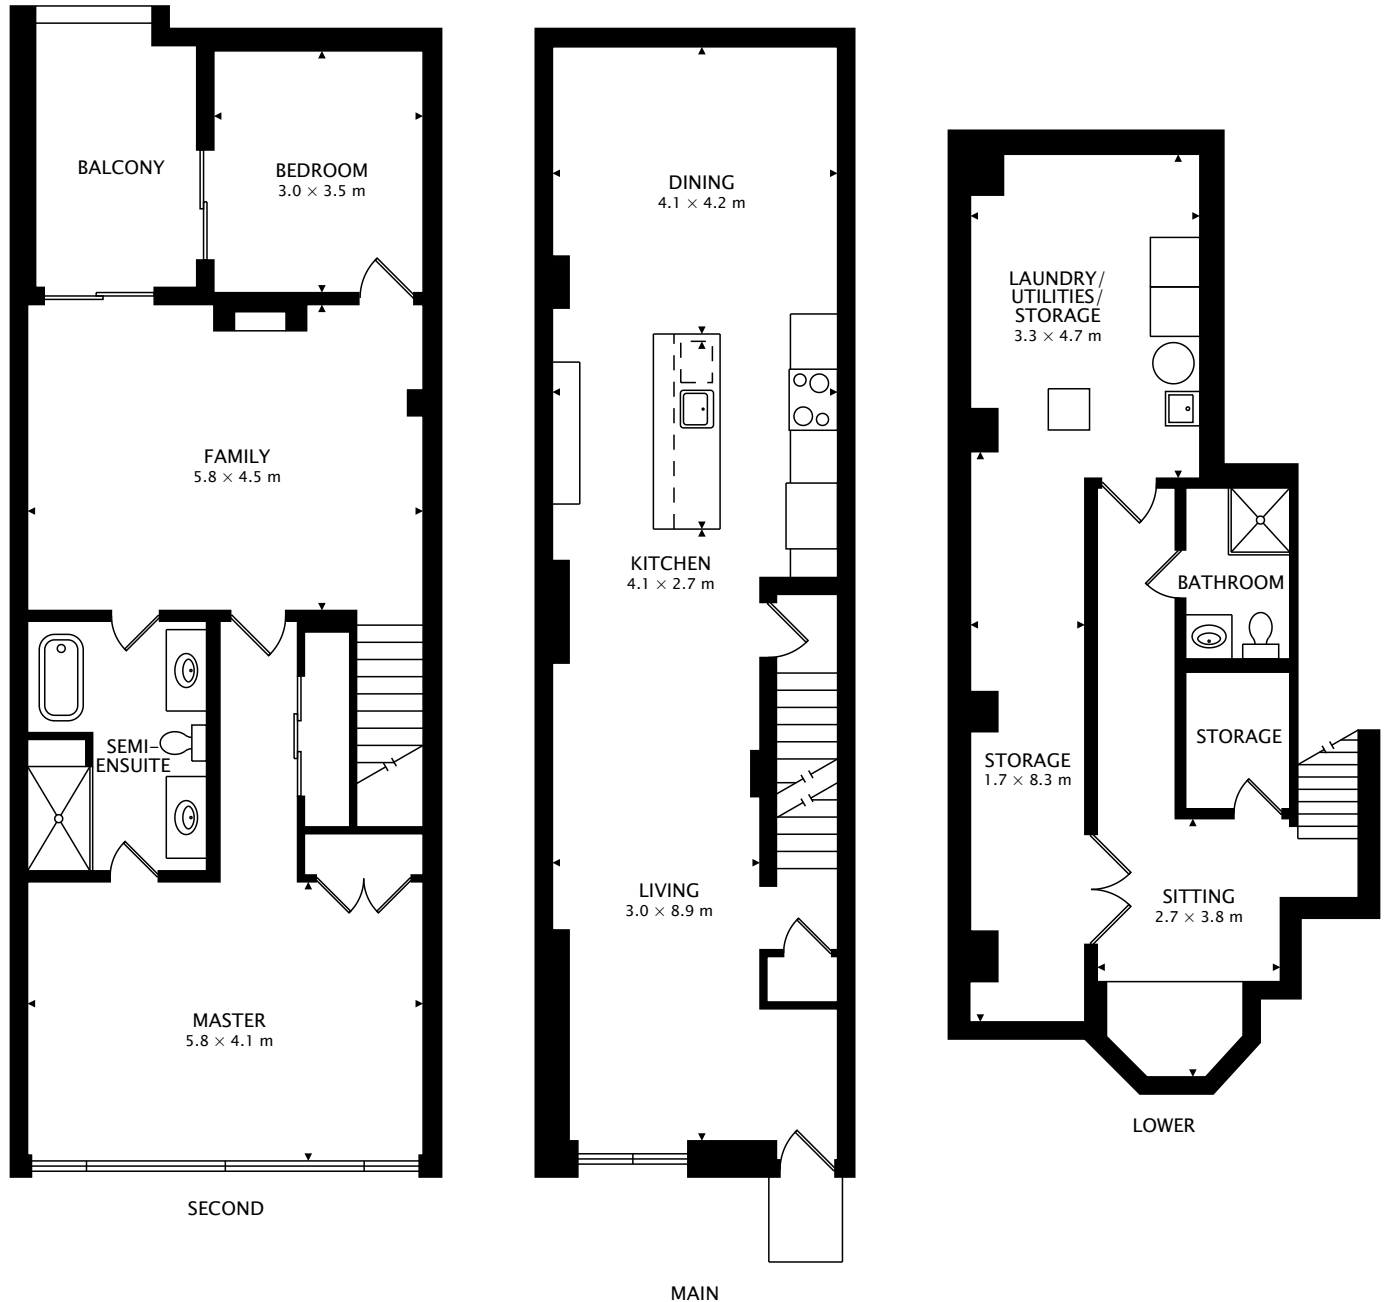 BALCONY
BEDROOM
3.0 × 3.5 m
FAMILY
5.8 × 4.5 m
SEMI-
ENSUITE
MASTER
5.8 × 4.1 m
SECOND
DINING
4.1 × 4.2 m
KITCHEN
4.1 × 2.7 m
LIVING
3.0 × 8.9 m
MAIN
LAUNDRY/
UTILITIES/
STORAGE
3.3 × 4.7 m
BATHROOM
STORAGE
STORAGE
1.7 × 8.3 m
SITTING
2.7 × 3.8 m
LOWER